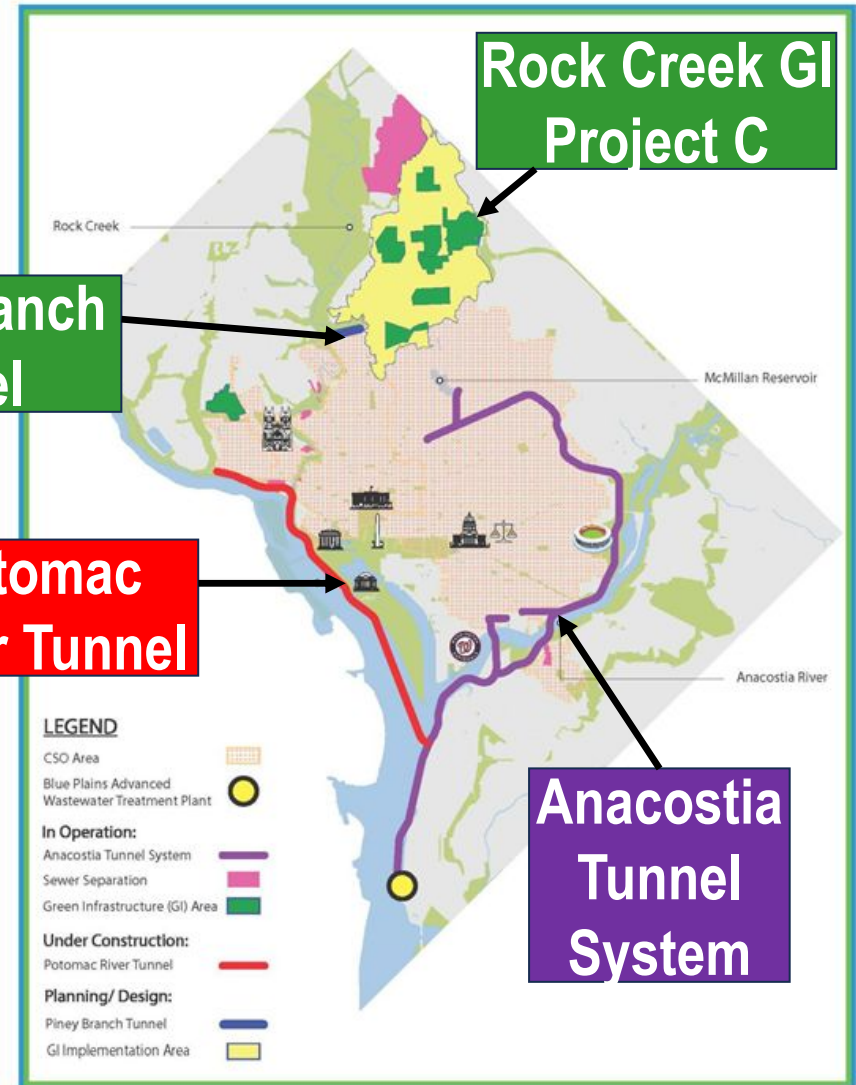 Rock Creek GI
Project C
Rock Creek
anch
el
McMillan Reservoir
tomac
r Tunnel
Anacostia River
Anacostia
Tunnel
System
LEGEND
CSO Area
Blue Plains Advanced
Wastewater Treatment Plant
In Operation:
Anacostia Tunnel System
Sewer Separation
Green Infrastructure (GI) Area
Under Construction:
Potomac River Tunnel
Planning/ Design:
Piney Branch Tunnel
GI Implementation Area